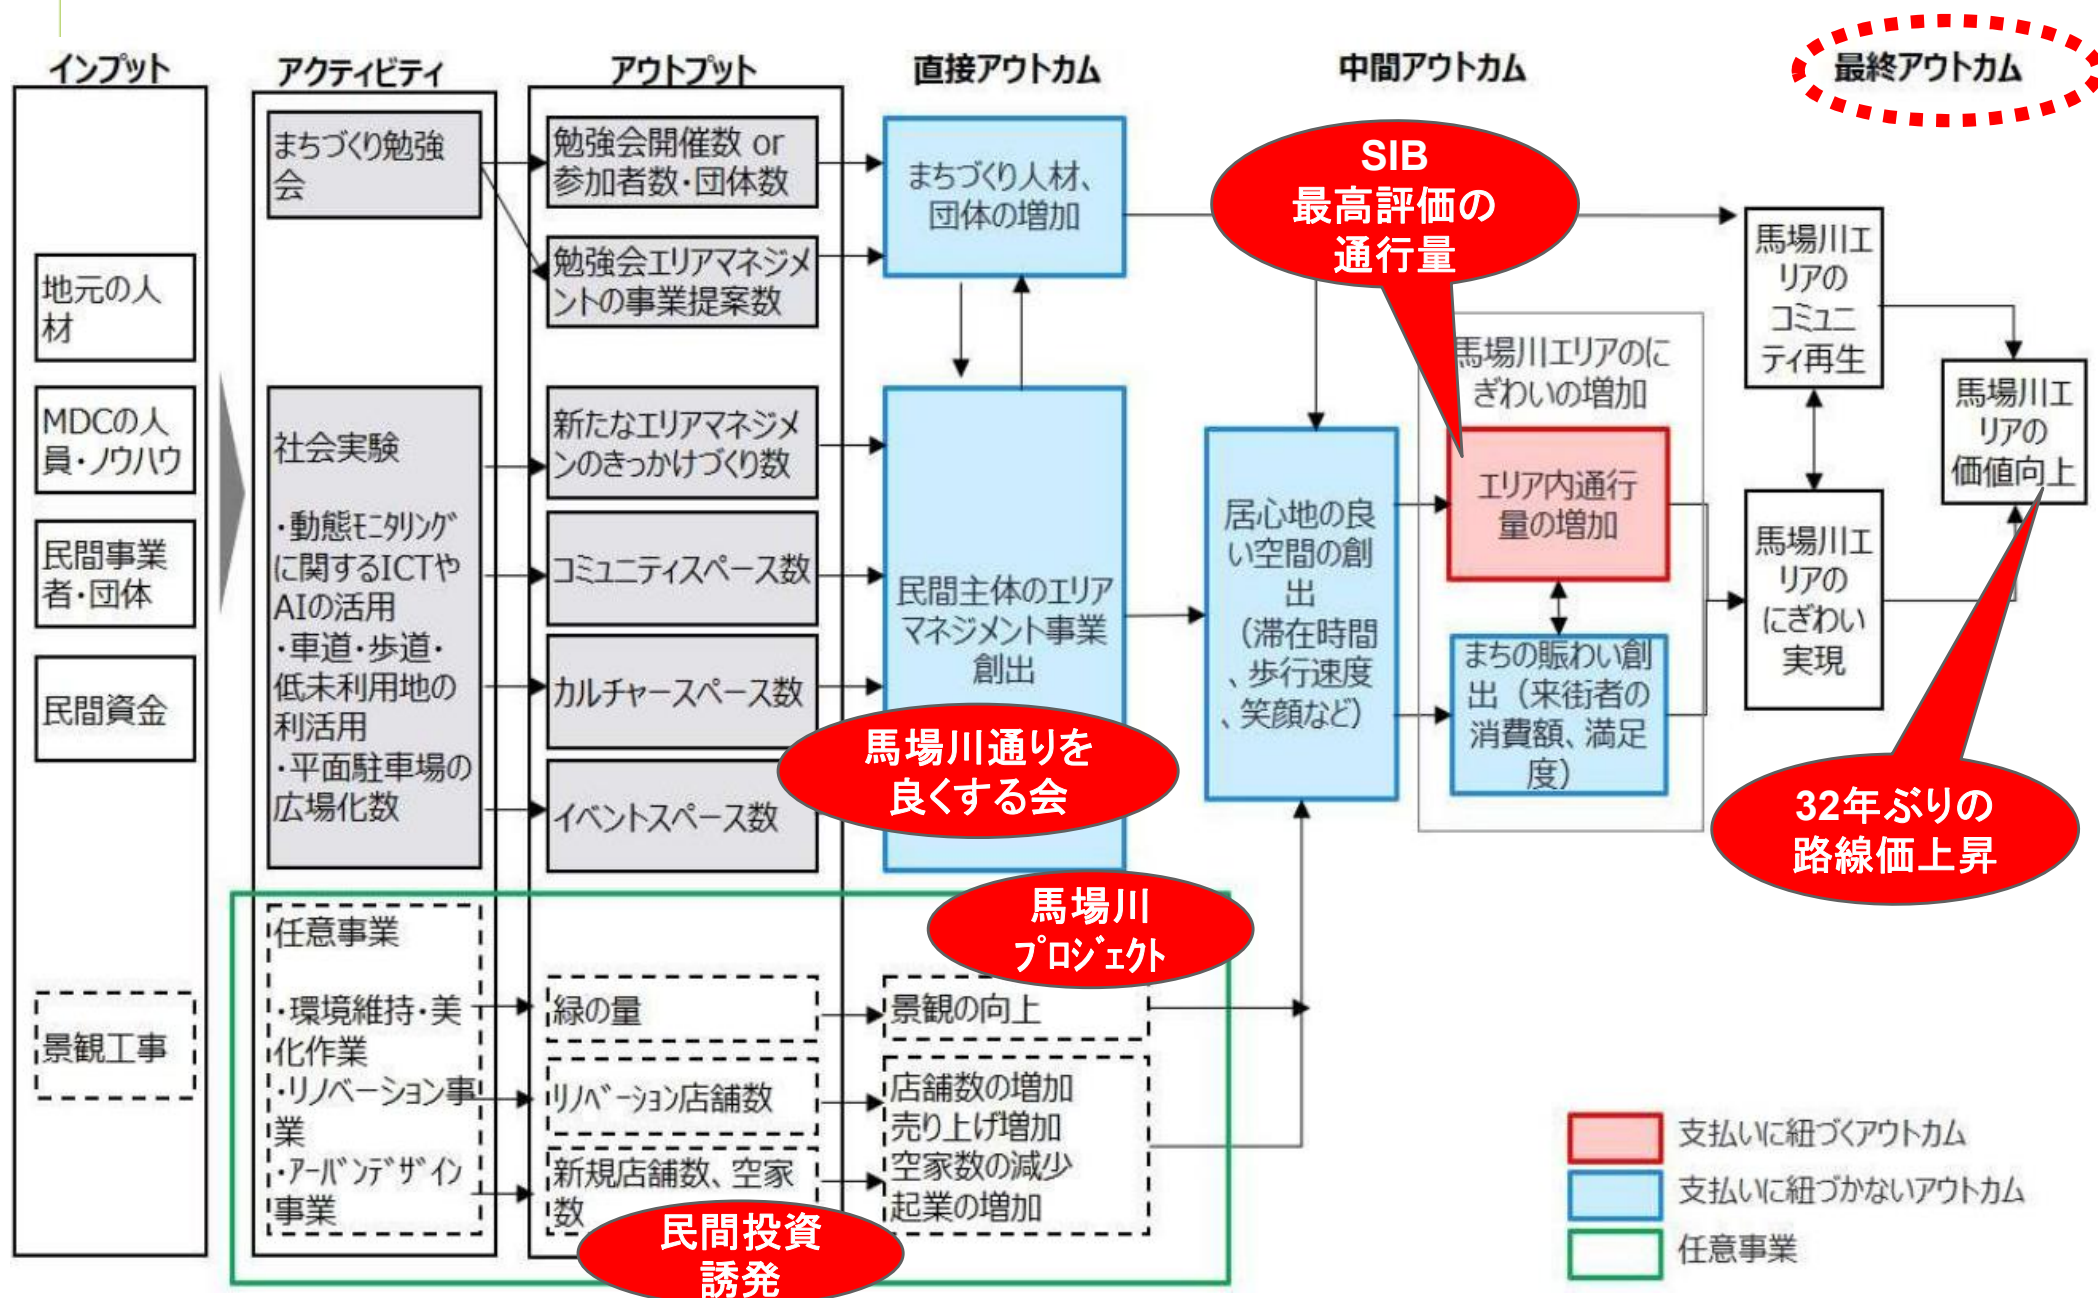 インプット
アクティビティ
アウトプット
直接アウトカム
中間アウトカム
最終アウトカム
地元の人
材
MDCの人
員・ノウハウ
民間事業
者・団体
民間資金
景観工事
まちづくり勉強
会
社会実験
・動態モニタリング
に関するICTや
AIの活用
・車道・歩道・
低未利用地の
利活用
・平面駐車場の
広場化数
任意事業
・環境維持・美
化作業
・リノベーション事
業
・アーバンデザイン
事業
勉強会開催数 or
参加者数・団体数
勉強会エリアマネジメ
ントの事業提案数
新たなエリアマネジメ
ンのきっかけづくり数
コミュニティスペース数
カルチャースペース数
イベントスペース数
緑の量
リノベーション店舗数
新規店舗数、空家
数
民間投資
誘発
まちづくり人材、
団体の増加
民間主体のエリア
マネジメント事業
創出
馬場川通りを
良くする会
馬場川
プロジェクト
景観の向上
店舗数の増加
売り上げ増加
空家数の減少
起業の増加
SIB
最高評価の
通行量
居心地の良
い空間の創
出
（滞在時間
、歩行速度
、笑顔など）
馬場川エリアのに
ぎわいの増加
エリア内通行
量の増加
まちの賑わい創
出（来街者の
消費額、満足
度）
馬場川エ
リアの
コミュニ
ティ再生
馬場川エ
リアの
にぎわい
実現
馬場川エ
リアの
価値向上
32年ぶりの
路線価上昇
支払いに紐づくアウトカム
支払いに紐づかないアウトカム
任意事業